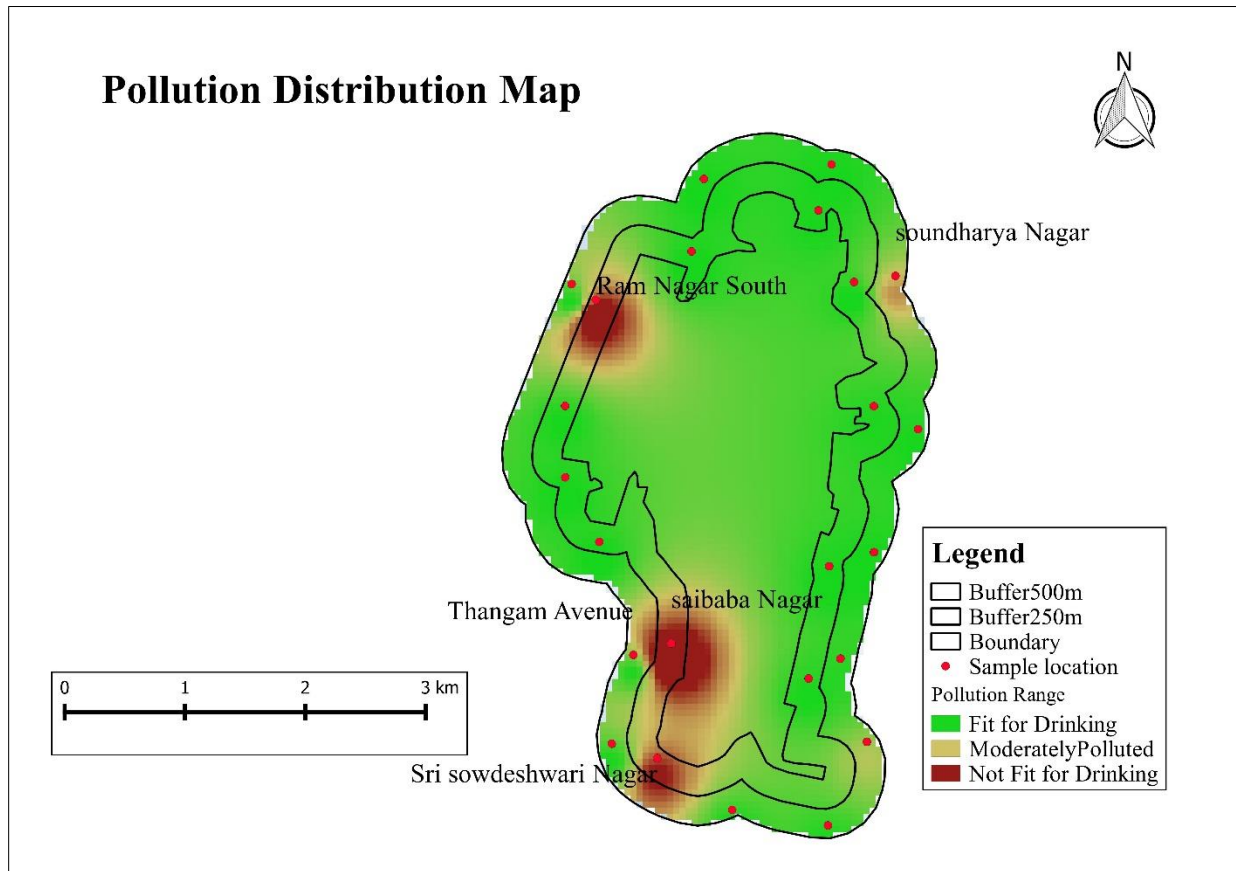 Pollution Distribution Map
N
soundharya Nagar
Ram Nagar South
saibaba Nagar
Thangam Avenue
Sri sowdeshwari Nagar
0 1 2 3 km
Legend
Buffer500m
Buffer250m
Boundary
Sample location
Pollution Range
Fit for Drinking
ModeratelyPolluted
Not Fit for Drinking